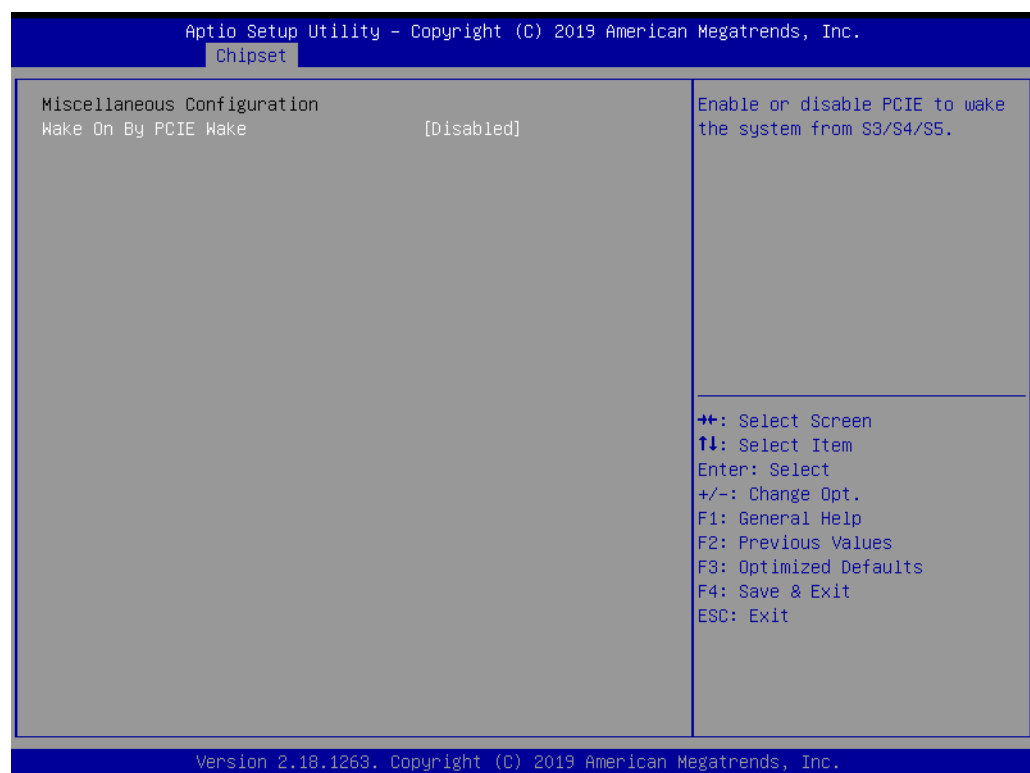 Aptio Setup Utility – Copyright (C) 2019 American Megatrends, Inc.
Chipset
Miscellaneous Configuration
Wake On By PCIE Wake [Disabled]
Enable or disable PCIE to wake
the system from S3/S4/S5.
→←: Select Screen
↑↓: Select Item
Enter: Select
+/-: Change Opt.
F1: General Help
F2: Previous Values
F3: Optimized Defaults
F4: Save & Exit
ESC: Exit
Version 2.18.1263. Copyright (C) 2019 American Megatrends, Inc.